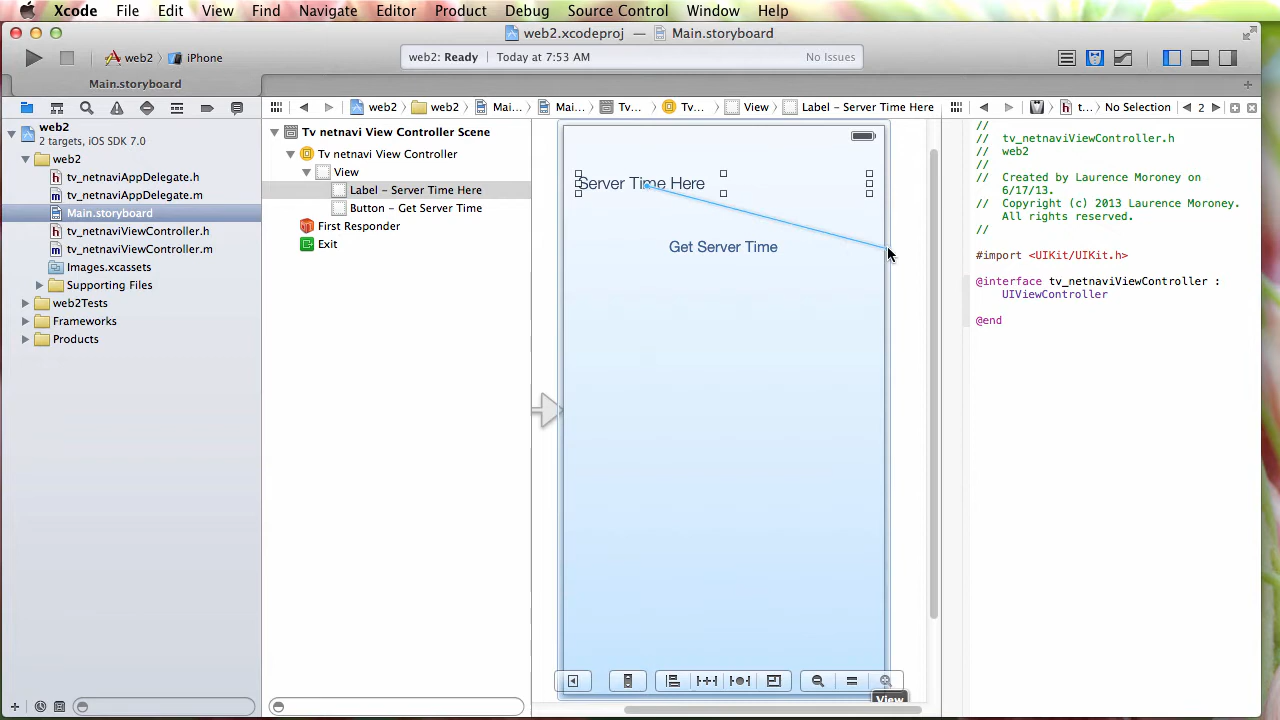 Xcode File Edit View Find Navigate Editor Product Debug Source Control Window Help
web2.xcodeproj — Main.storyboard
web2 iPhone
web2: Ready Today at 7:53 AM No Issues
Main.storyboard
web2 web2 Mai... Mai... Tv... Tv... View Label – Server Time Here
t... No Selection 2
web2
2 targets, iOS SDK 7.0
web2
tv_netnaviAppDelegate.h
tv_netnaviAppDelegate.m
Main.storyboard
tv_netnaviViewController.h
tv_netnaviViewController.m
Images.xcassets
Supporting Files
web2Tests
Frameworks
Products
Tv netnavi View Controller Scene
Tv netnavi View Controller
View
Label – Server Time Here
Button – Get Server Time
First Responder
Exit
Server Time Here
Get Server Time
View
//
// tv_netnaviViewController.h
// web2
//
// Created by Laurence Moroney on
6/17/13.
// Copyright (c) 2013 Laurence Moroney.
All rights reserved.
//
#import <UIKit/UIKit.h>
@interface tv_netnaviViewController :
UIViewController
@end